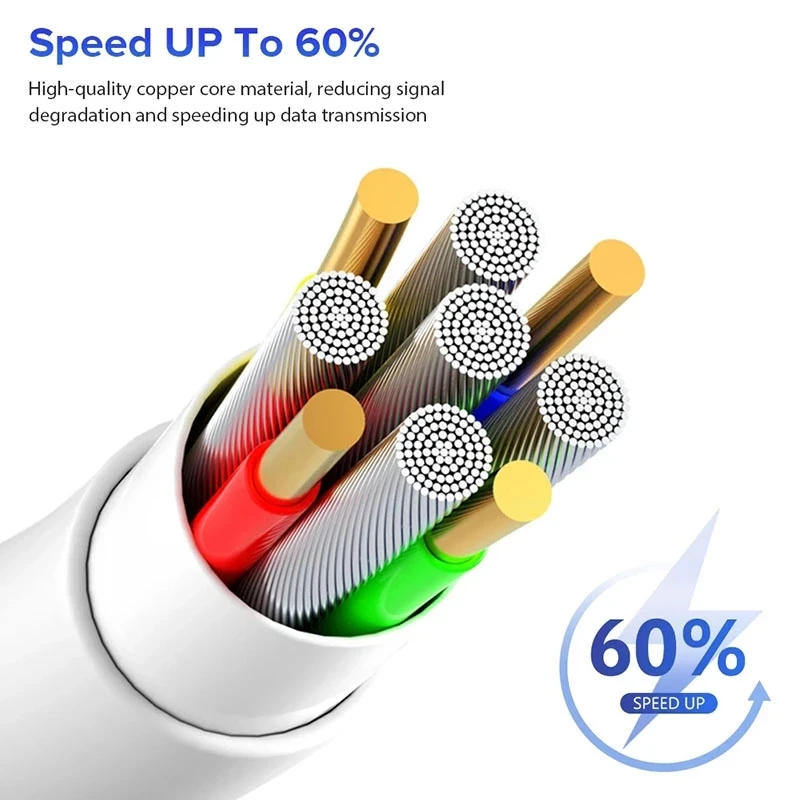 Speed UP To 60%
High-quality copper core material, reducing signal
degradation and speeding up data transmission
60%
SPEED UP